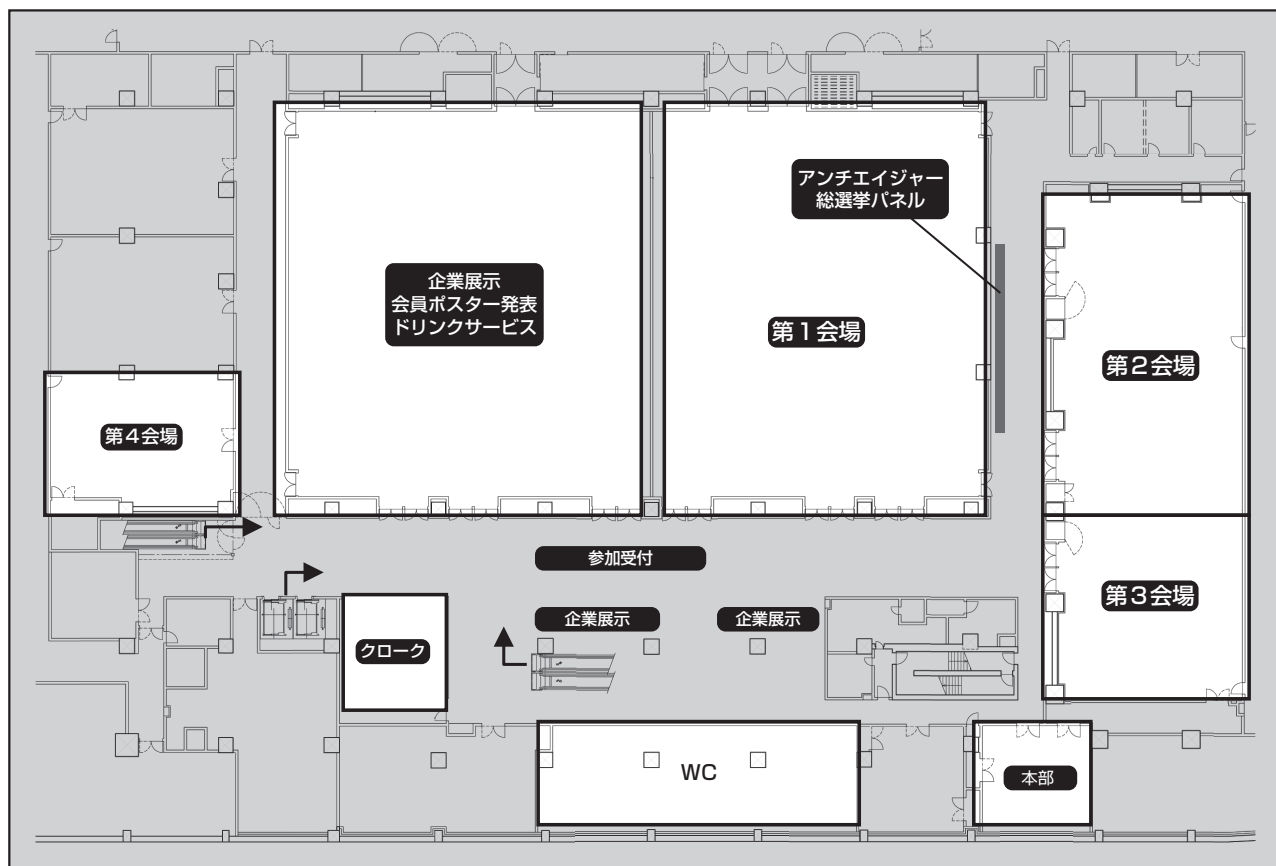 アンチエイジャー
総選挙パネル
企業展示
会員ポスター発表
ドリンクサービス
第1会場
第2会場
第4会場
参加受付
第3会場
企業展示
企業展示
クローク
WC
本部